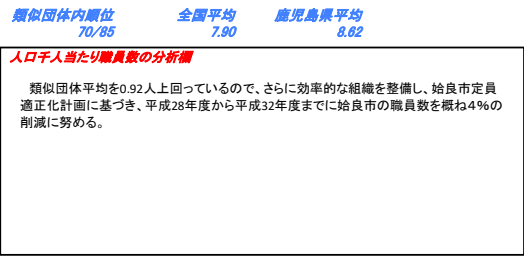 類似団体内順位 全国平均 鹿児島県平均
70/85 7.90 8.62
人口千人当たり職員数の分析欄
類似団体平均を0.92人上回っているので、さらに効率的な組織を整備し、姶良市定員
適正化計画に基づき、平成28年度から平成32年度までに姶良市の職員数を概ね4%の
削減に努める。